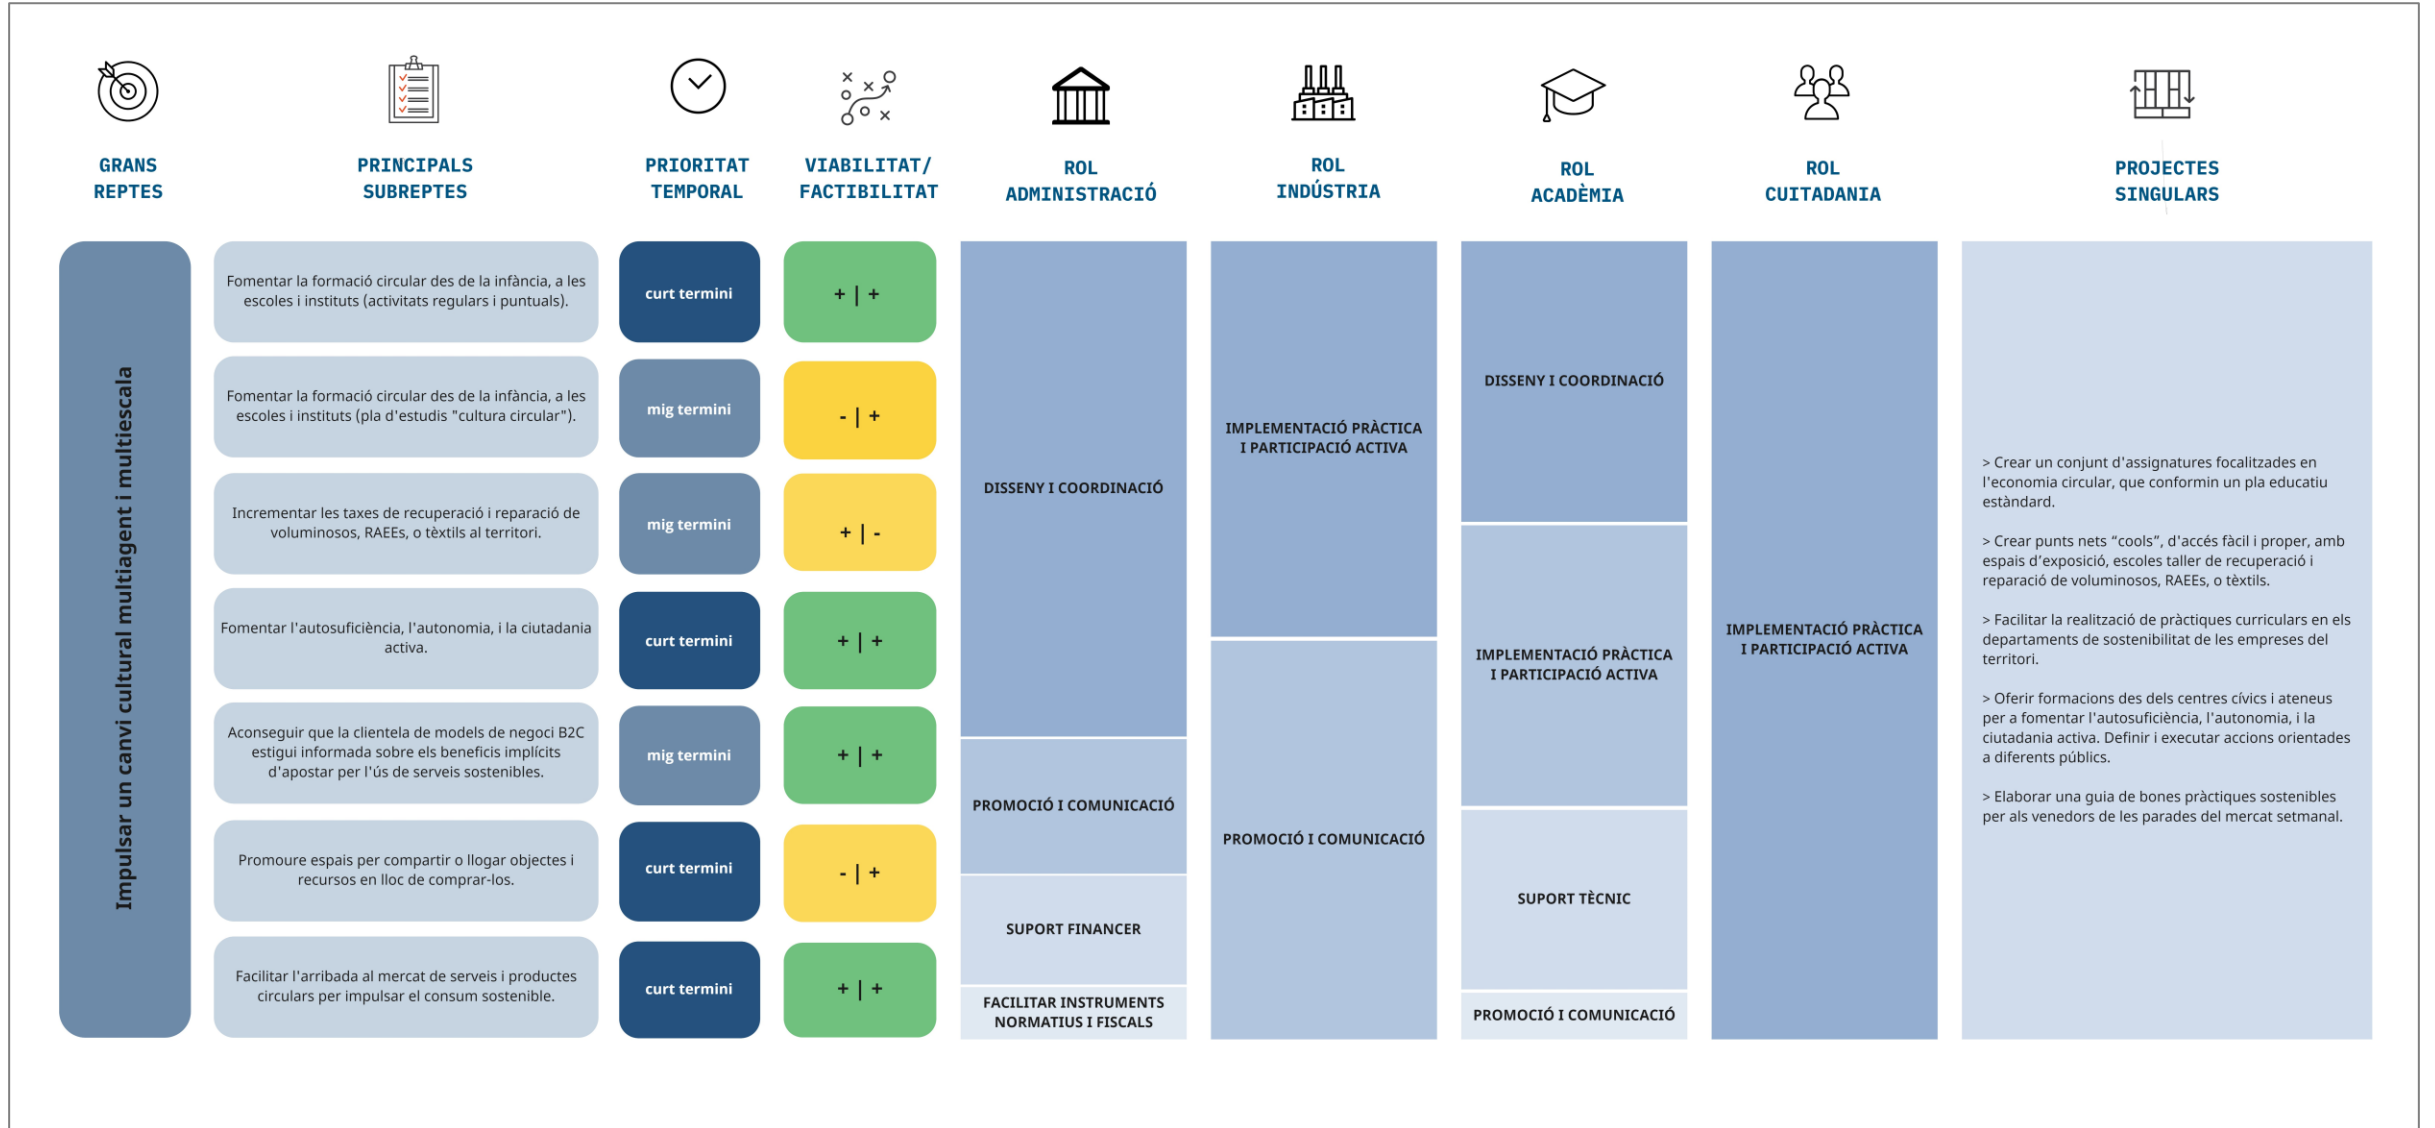 GRANS
REPTES
PRINCIPALS
SUBREPTES
PRIORITAT
TEMPORAL
VIABILITAT/
FACTIBILITAT
ROL
ADMINISTRACIÓ
ROL
INDÚSTRIA
ROL
ACADÈMIA
ROL
CUITADANIA
PROJECTES
SINGULARS
Impulsar un canvi cultural multiagent i multiescala
Fomentar la formació circular des de la infància, a les
escoles i instituts (activitats regulars i puntuals).
curt termini
+ | +
Fomentar la formació circular des de la infància, a les
escoles i instituts (pla d'estudis "cultura circular").
mig termini
- | +
Incrementar les taxes de recuperació i reparació de
voluminosos, RAEEs, o tèxtils al territori.
mig termini
+ | -
Fomentar l'autosuficiència, l'autonomia, i la ciutadania
activa.
curt termini
+ | +
Aconseguir que la clientela de models de negoci B2C
estigui informada sobre els beneficis implícits
d'apostar per l'ús de serveis sostenibles.
mig termini
+ | +
Promoure espais per compartir o llogar objectes i
recursos en lloc de comprar-los.
curt termini
- | +
Facilitar l'arribada al mercat de serveis i productes
circulars per impulsar el consum sostenible.
curt termini
+ | +
DISSENY I COORDINACIÓ
PROMOCIÓ I COMUNICACIÓ
SUPORT FINANCER
FACILITAR INSTRUMENTS
NORMATIUS I FISCALS
IMPLEMENTACIÓ PRÀCTICA
I PARTICIPACIÓ ACTIVA
PROMOCIÓ I COMUNICACIÓ
DISSENY I COORDINACIÓ
IMPLEMENTACIÓ PRÀCTICA
I PARTICIPACIÓ ACTIVA
SUPORT TÈCNIC
PROMOCIÓ I COMUNICACIÓ
IMPLEMENTACIÓ PRÀCTICA
I PARTICIPACIÓ ACTIVA
> Crear un conjunt d'assignatures focalitzades en
l'economia circular, que conformin un pla educatiu
estàndard.
> Crear punts nets “cools”, d'accés fàcil i proper, amb
espais d’exposició, escoles taller de recuperació i
reparació de voluminosos, RAEEs, o tèxtils.
> Facilitar la realització de pràctiques curriculars en els
departaments de sostenibilitat de les empreses del
territori.
> Oferir formacions des dels centres cívics i ateneus
per a fomentar l'autosuficiència, l'autonomia, i la
ciutadania activa. Definir i executar accions orientades
a diferents públics.
> Elaborar una guia de bones pràctiques sostenibles
per als venedors de les parades del mercat setmanal.